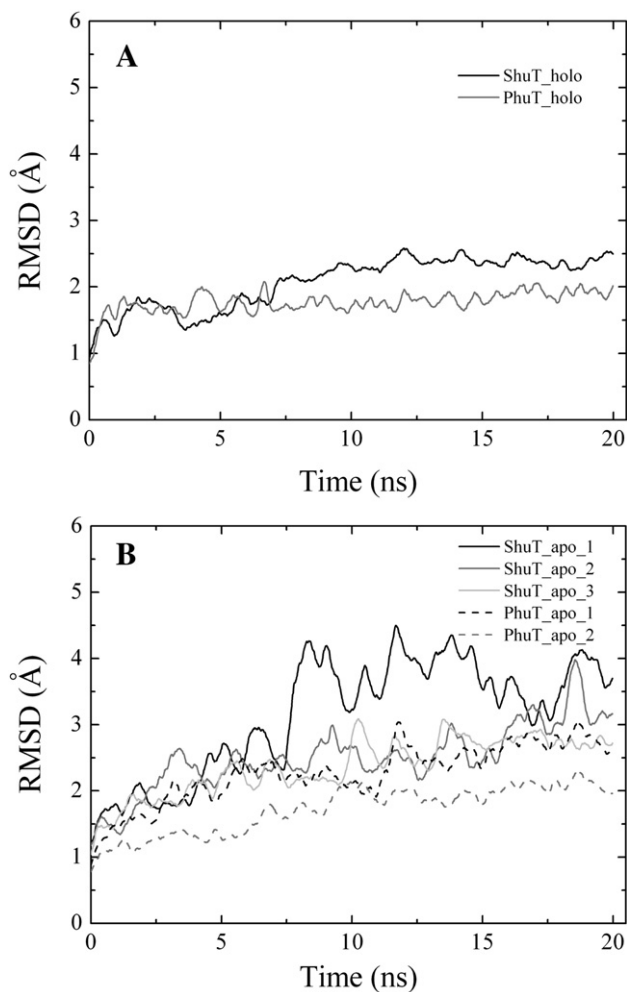 6
A
ShuT_holo
PhuT_holo
5
4
RMSD (Å)
3
2
1
0
0 5 10 15 20
Time (ns)
6
B
ShuT_apo_1
ShuT_apo_2
ShuT_apo_3
PhuT_apo_1
PhuT_apo_2
5
4
RMSD (Å)
3
2
1
0
0 5 10 15 20
Time (ns)